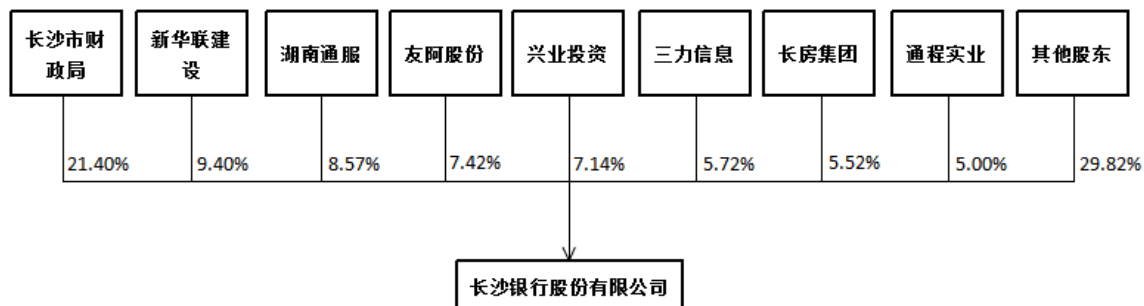 长沙市财
政局
新华联建
设
湖南通服
友阿股份
兴业投资
三力信息
长房集团
通程实业
其他股东
21.40%
9.40%
8.57%
7.42%
7.14%
5.72%
5.52%
5.00%
29.82%
长沙银行股份有限公司